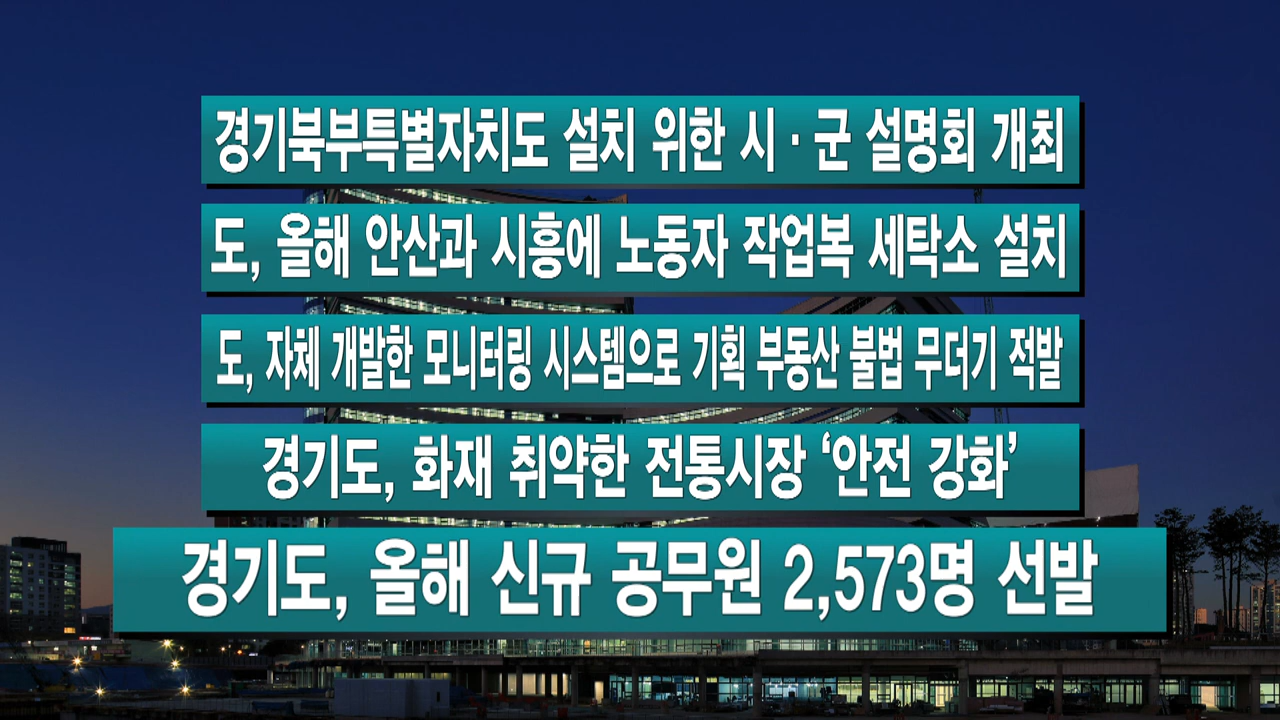 경기북부특별자치도 설치 위한 시·군 설명회 개최
도, 올해 안산과 시흥에 노동자 작업복 세탁소 설치
도, 자체 개발한 모니터링 시스템으로 기획 부동산 불법 무더기 적발
경기도, 화재 취약한 전통시장 ‘안전 강화’
경기도, 올해 신규 공무원 2,573명 선발